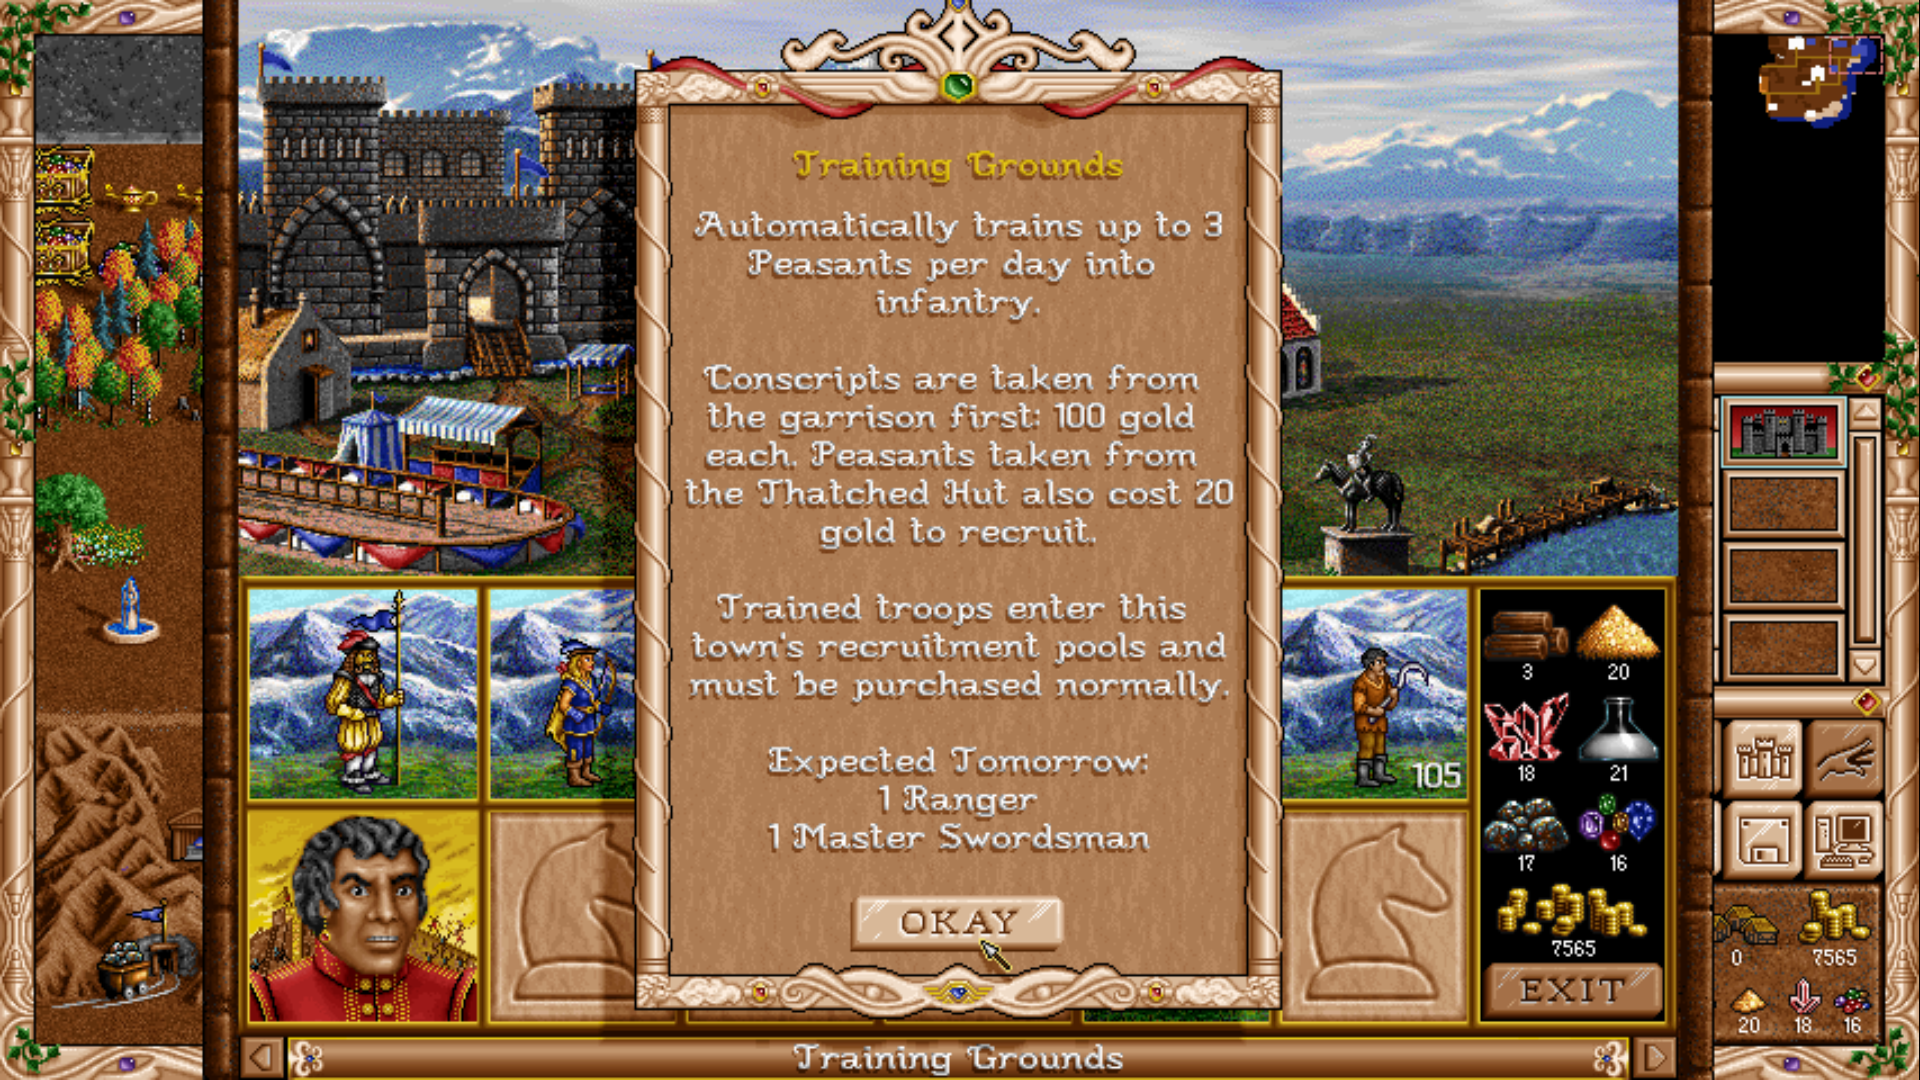 Training Grounds
Automatically trains up to 3
Peasants per day into
infantry.
Conscripts are taken from
the garrison first: 100 gold
each. Peasants taken from
the Thatched Hut also cost 20
gold to recruit.
Trained troops enter this
town's recruitment pools and
must be purchased normally.
Expected Tomorrow:
1 Ranger
1 Master Swordsman
OKAY
105
3
20
18
21
17
16
7565
EXIT
0
7565
20
18
16
Training Grounds